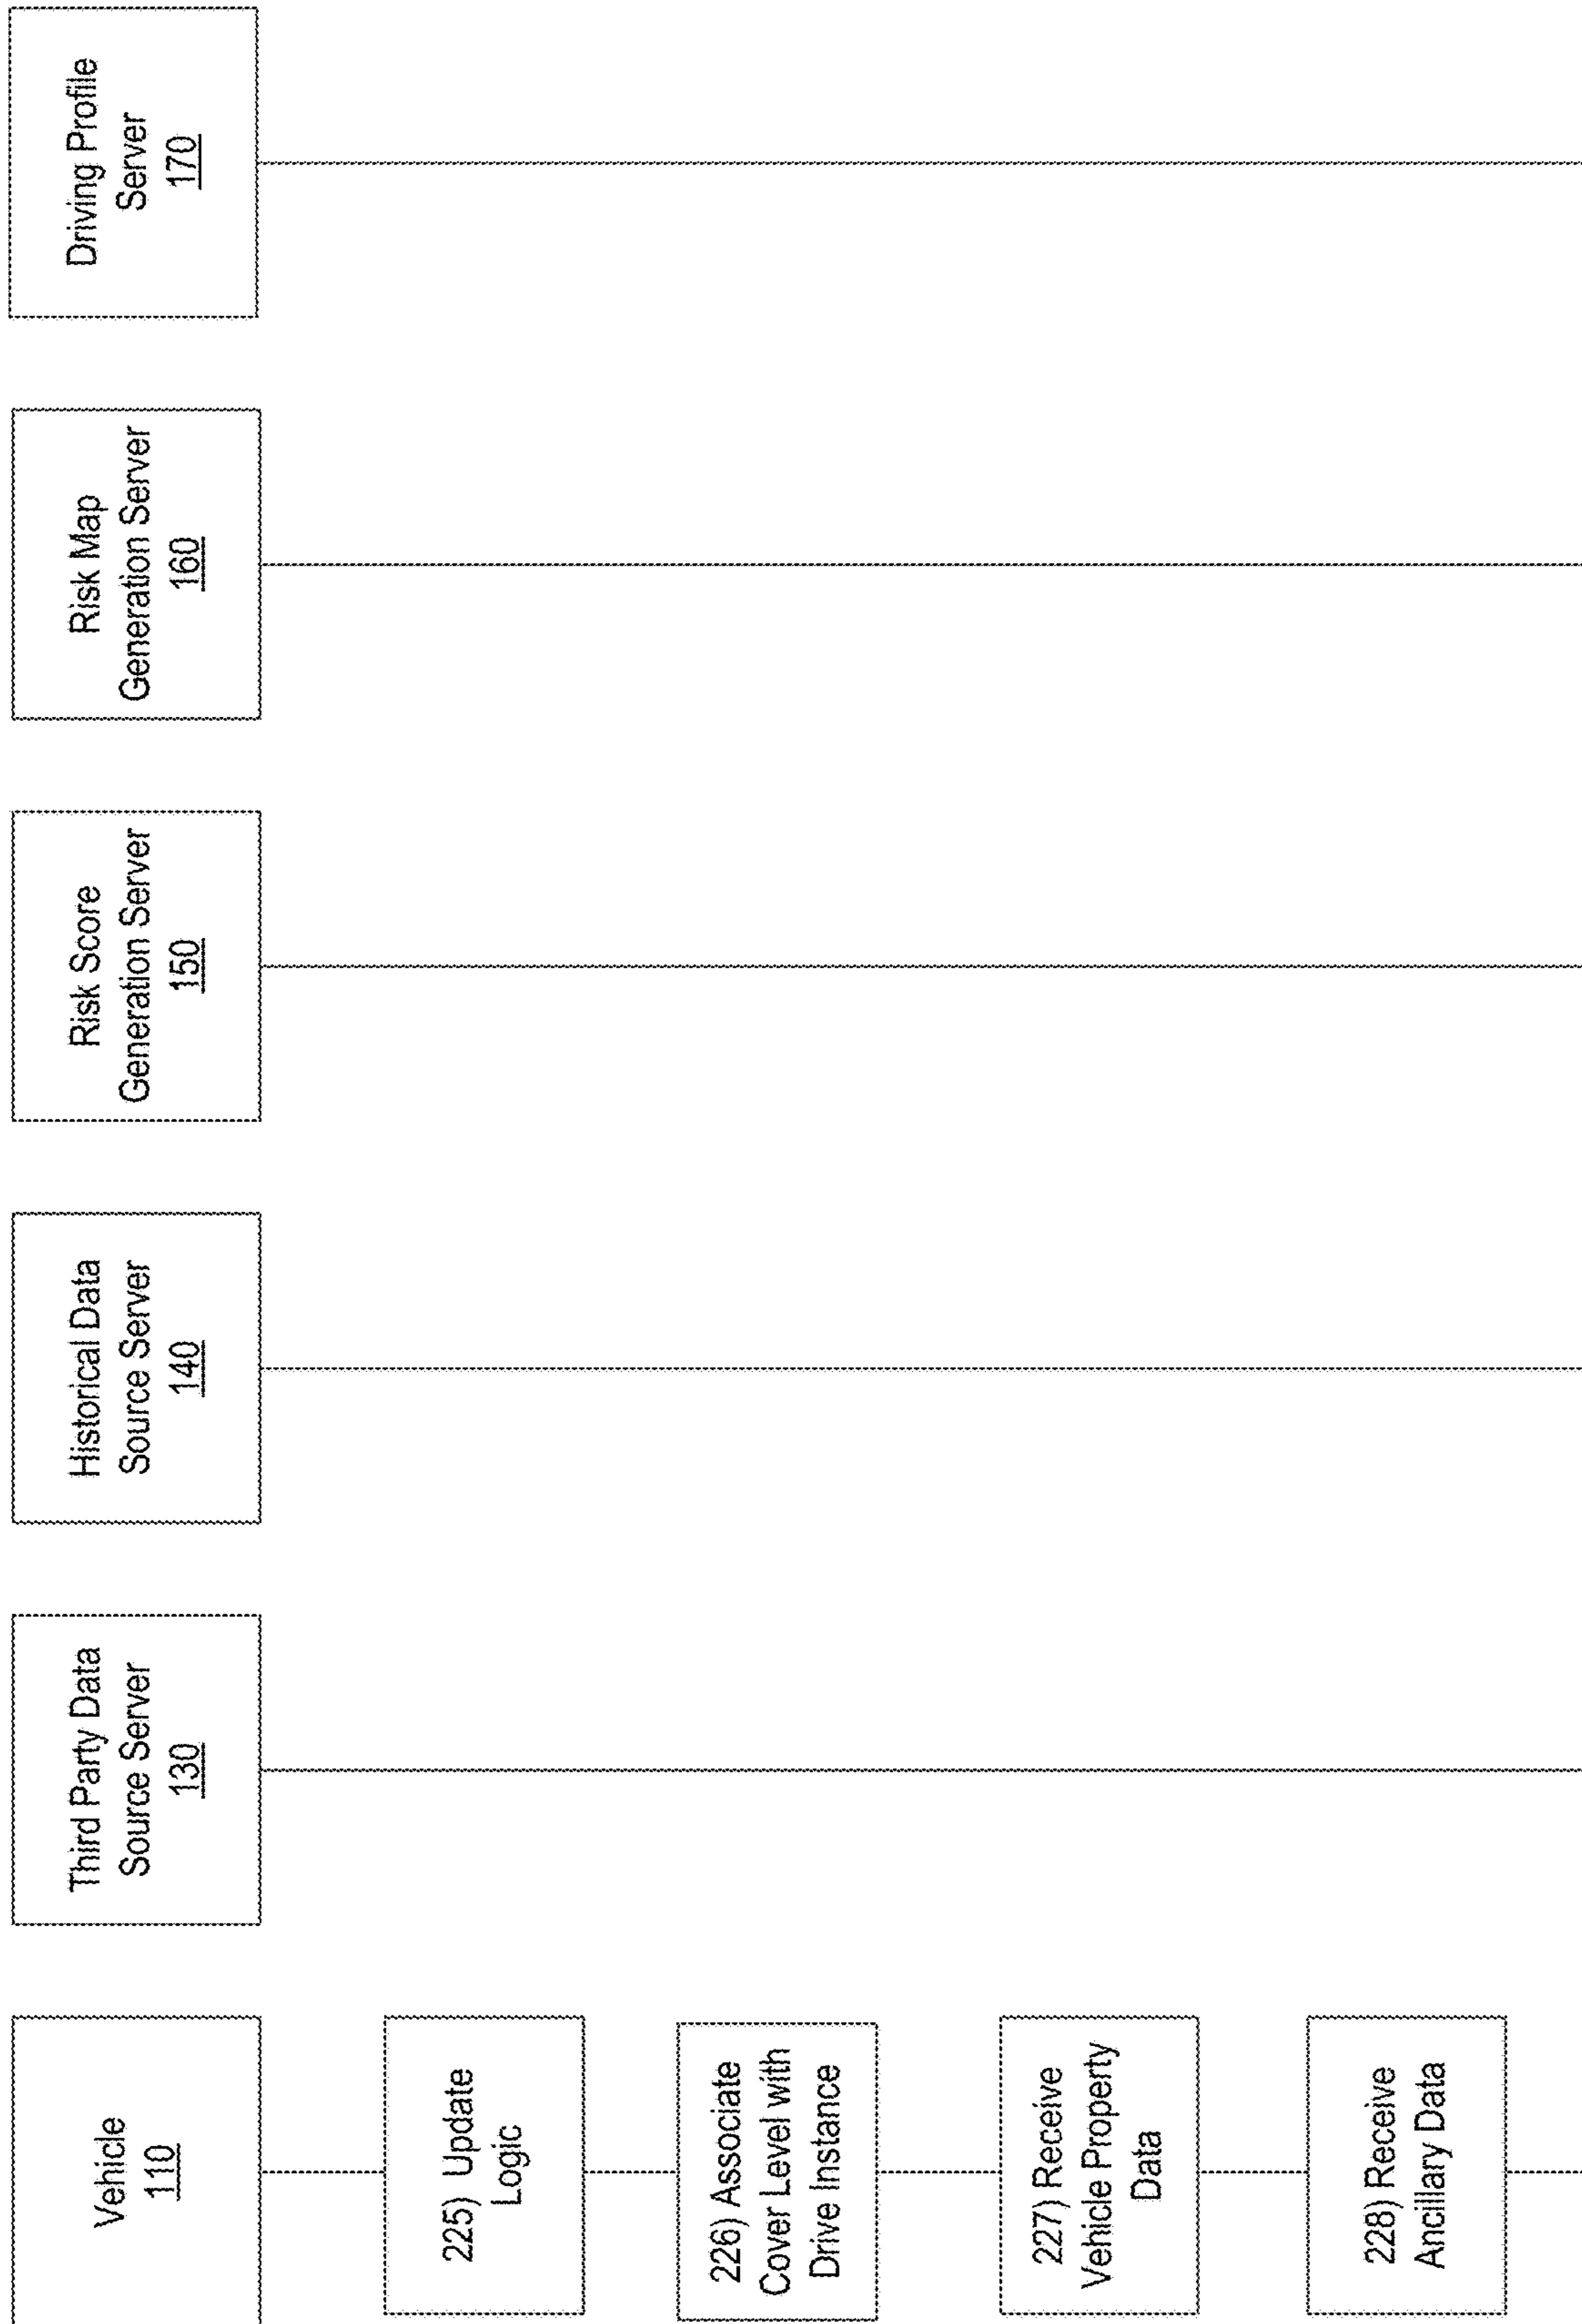 Vehicle
110
Third Party Data
Source Server
130
Historical Data
Source Server
140
Risk Score
Generation Server
150
Risk Map
Generation Server
160
Driving Profile
Server
170
225) Update
Logic
226) Associate
Cover Level with
Drive Instance
227) Receive
Vehicle Property
Data
228) Receive
Ancillary Data